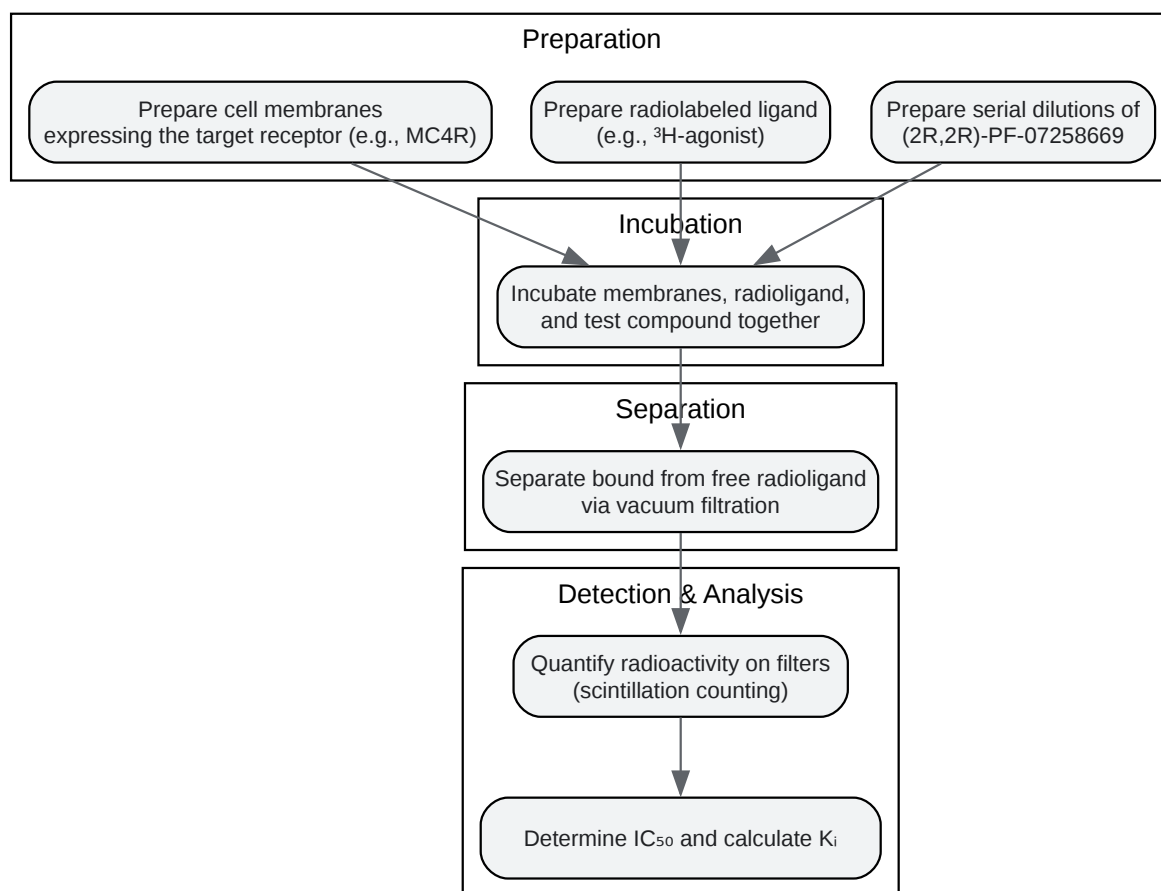 Preparation
Prepare cell membranes
expressing the target receptor (e.g., MC4R)
Prepare radiolabeled ligand
(e.g., ³H-agonist)
Prepare serial dilutions of
(2R,2R)-PF-07258669
Incubation
Incubate membranes, radioligand,
and test compound together
Separation
Separate bound from free radioligand
via vacuum filtration
Detection & Analysis
Quantify radioactivity on filters
(scintillation counting)
Determine IC₅₀ and calculate Kᵢ